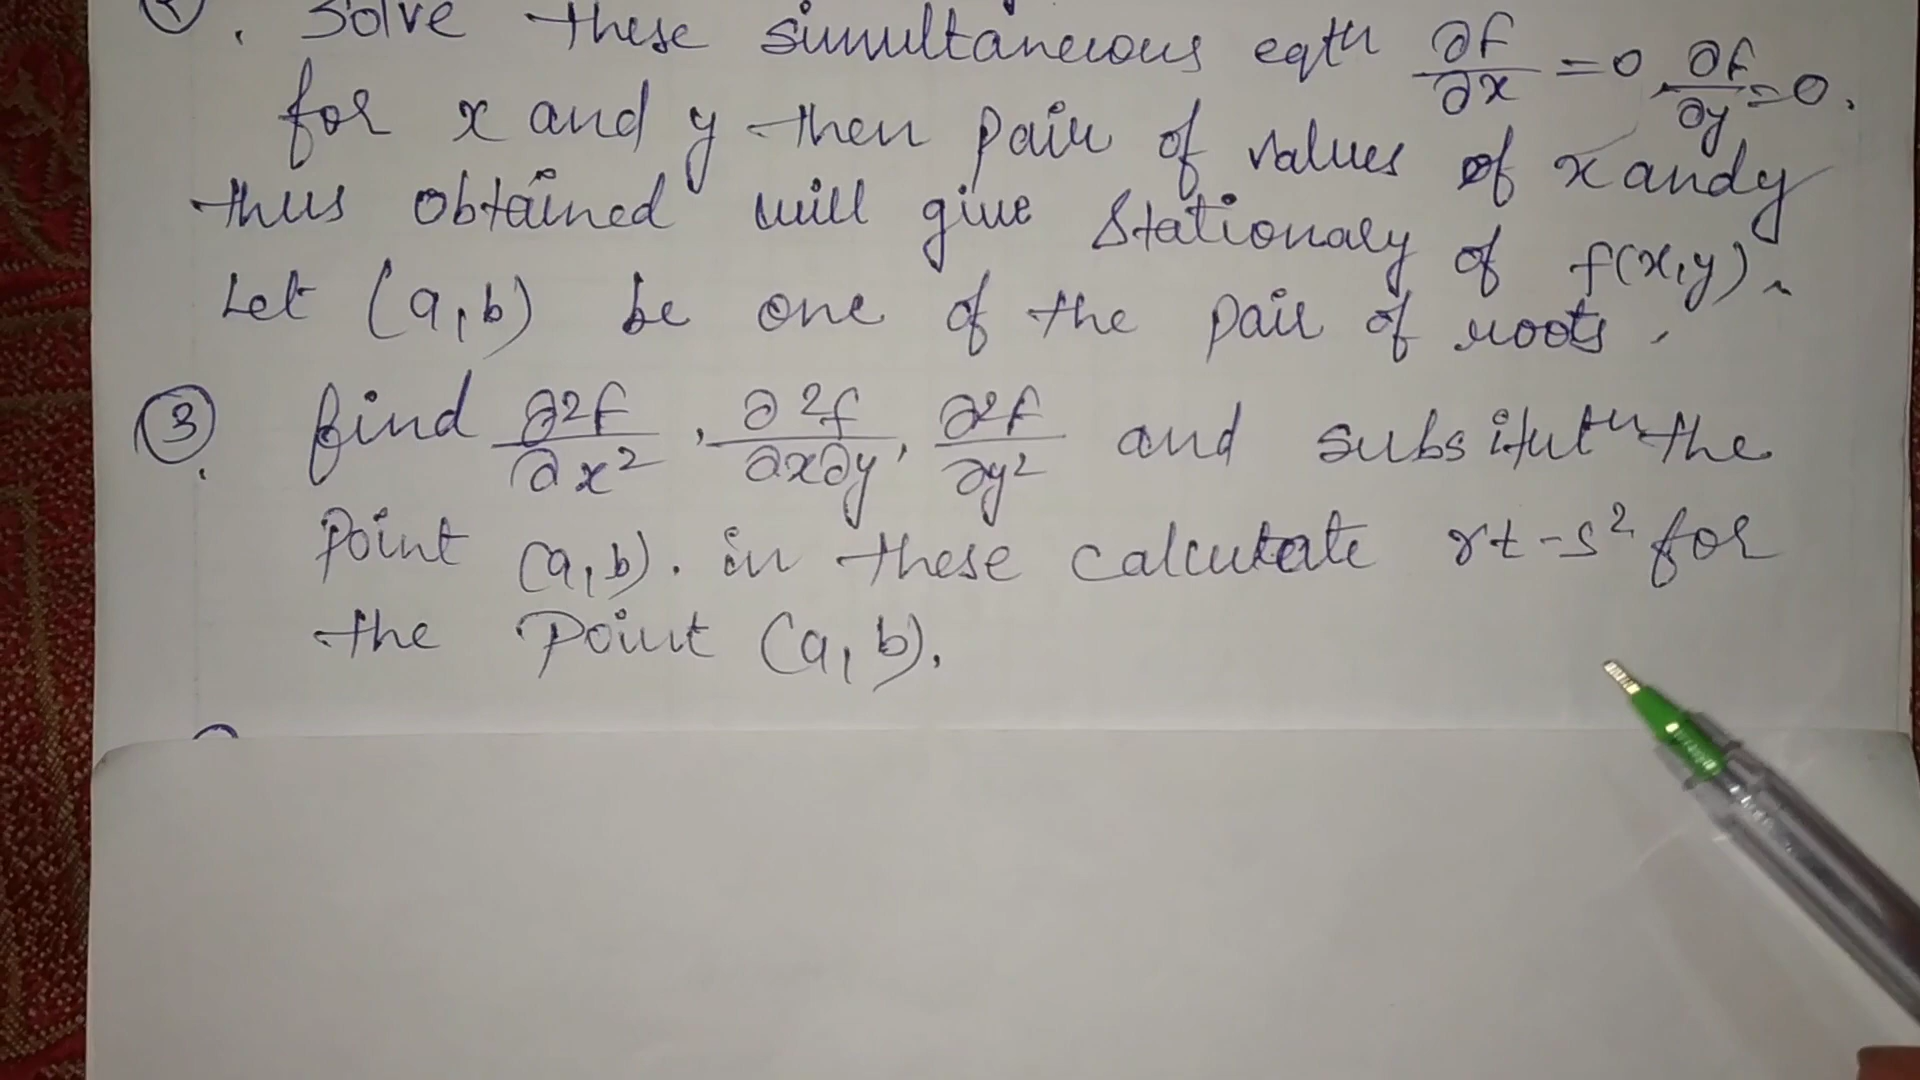 ②. Solve these simultaneous eqtn ∂f/∂x = 0, ∂f/∂y = 0.
for x and y then pair of values of x and y
thus obtained will give stationary of f(x,y).
Let (a,b) be one of the pair of roots.
③. find ∂²f/∂x², ∂²f/∂x∂y, ∂²f/∂y² and the
Point (a,b). in these calculate rt-s² for
the Point (a,b).